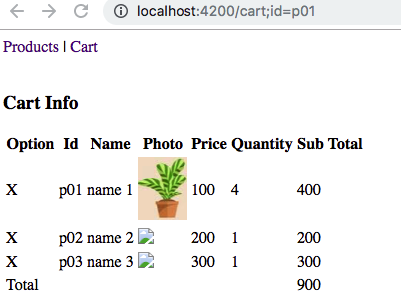 localhost:4200/cart;id=p01
Products | Cart
Cart Info
Option Id Name Photo Price Quantity Sub Total
X p01 name 1 100 4 400
X p02 name 2 200 1 200
X p03 name 3 300 1 300
Total 900